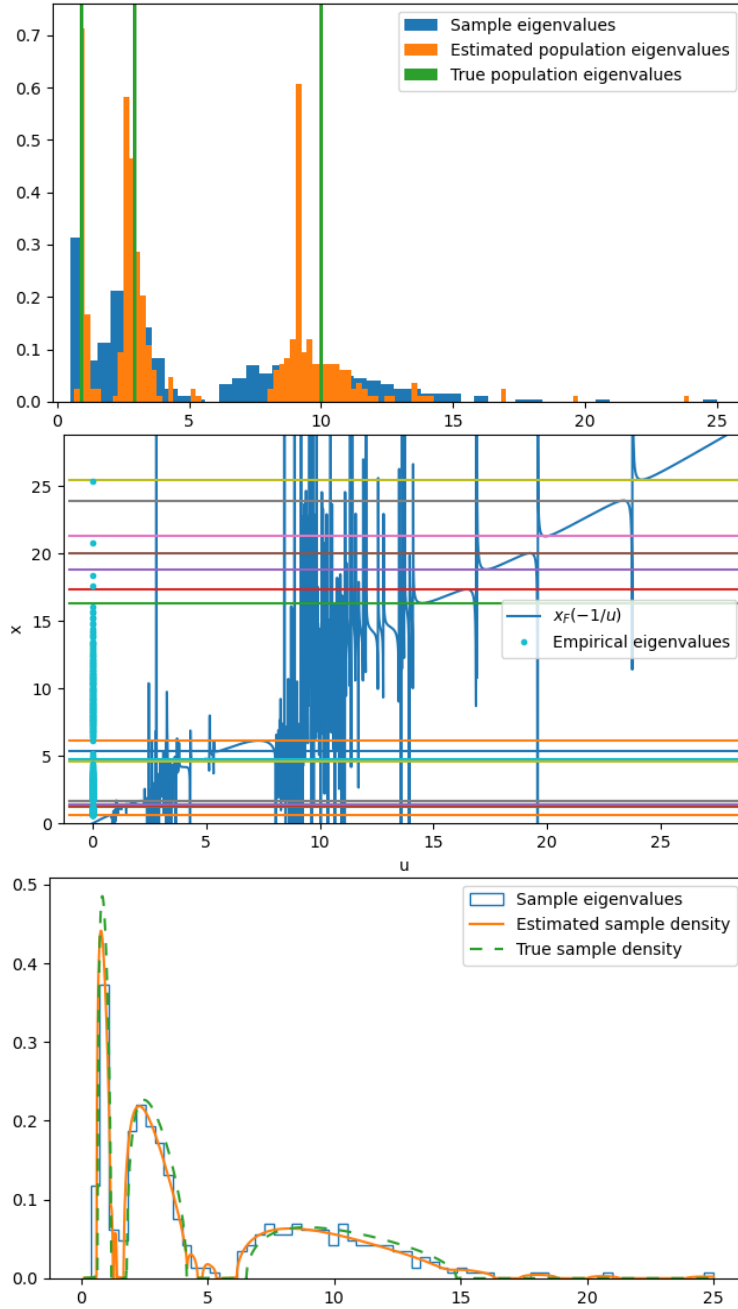 0.7
0.6
0.5
0.4
0.3
0.2
0.1
0.0
Sample eigenvalues
Estimated population eigenvalues
True population eigenvalues
0 5 10 15 20 25
25
20
15
10
5
0
x
x_F(−1/u)
Empirical eigenvalues
0 5 10 15 20 25
u
0.5
0.4
0.3
0.2
0.1
0.0
Sample eigenvalues
Estimated sample density
True sample density
0 5 10 15 20 25